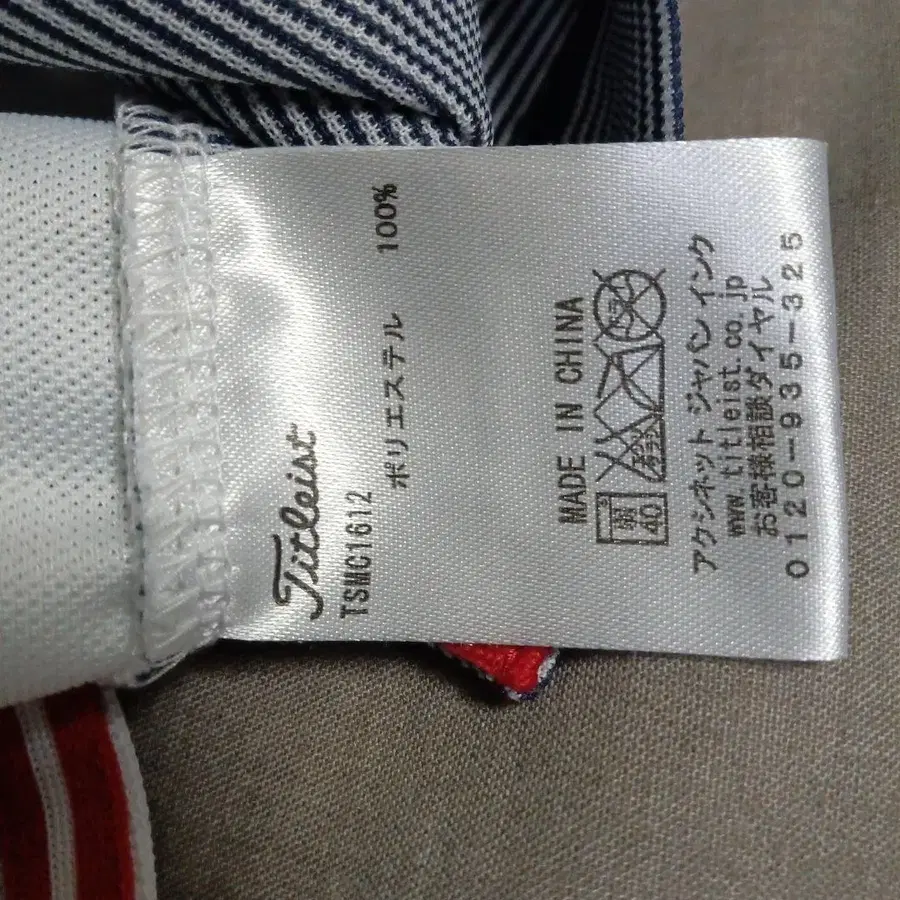 Titleist
TSMC1612
ポリエステル 100%
MADE IN CHINA
弱
40
アクシネット ジャパン インク
www.titleist.co.jp
お客様相談ダイヤル
0120-935-325